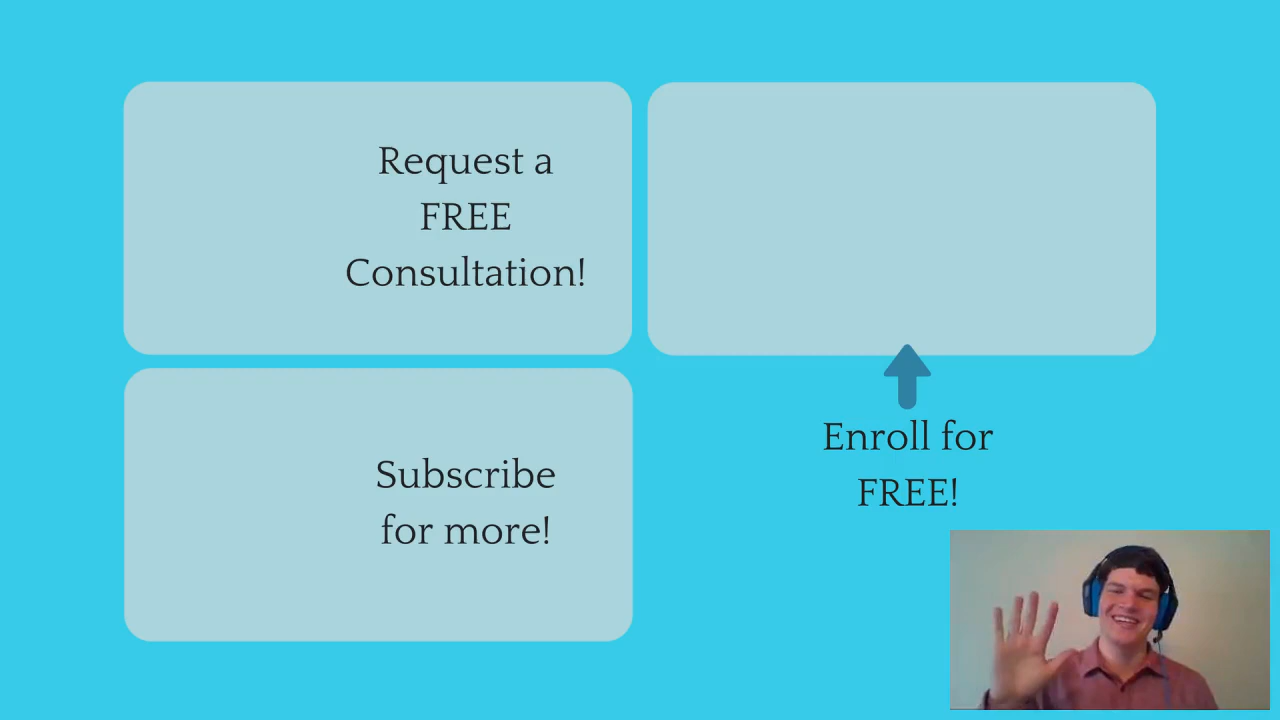 Request a
FREE
Consultation!
Enroll for
FREE!
Subscribe
for more!